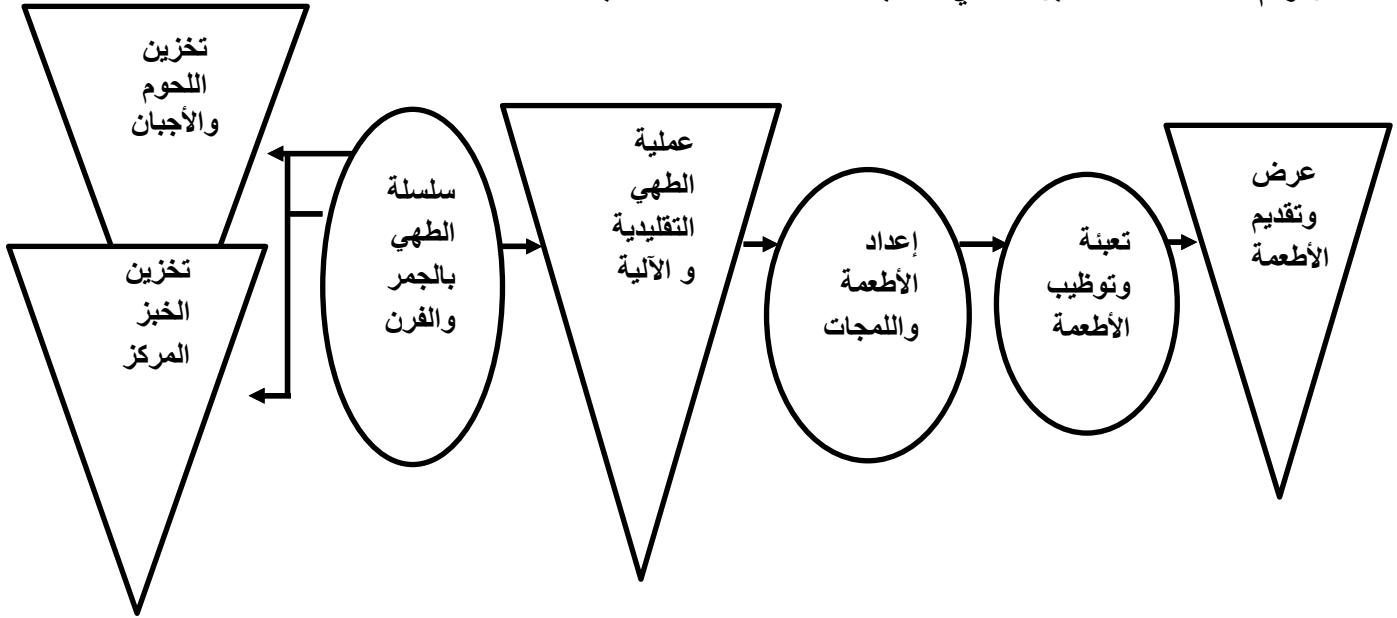 تخزين
اللحوم
والأجبان
تخزين
الخبز
المركز
سلسلة
الطهي
بالجمر
والفرن
عملية
الطهي
التقليدية
و الآلية
إعداد
الأطعمة
واللمجات
تعبئة
وتوظيب
الأطعمة
عرض
وتقديم
الأطعمة